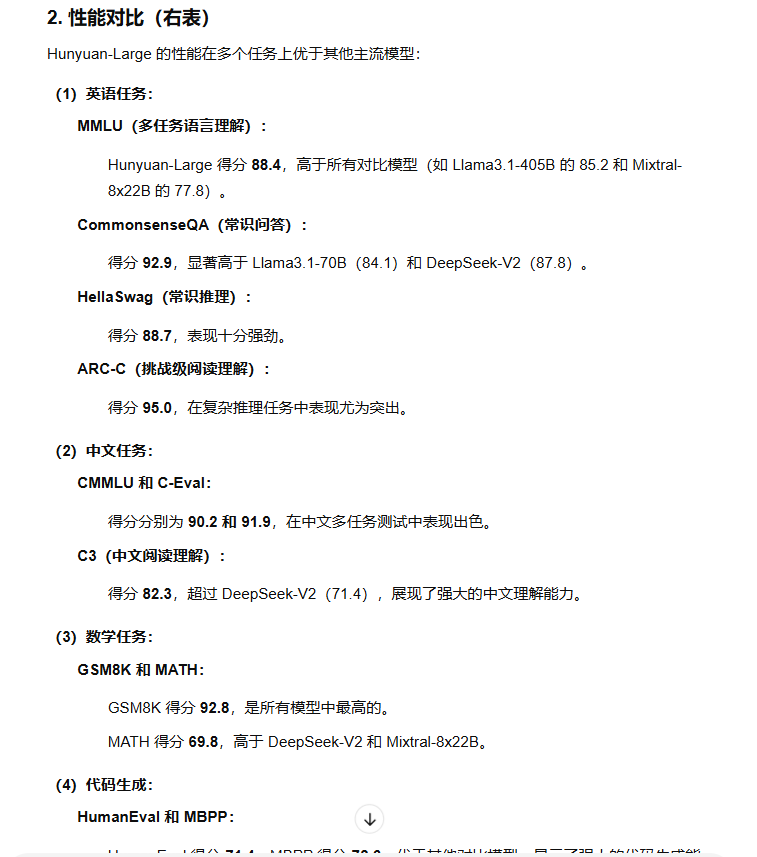 2. 性能对比（右表）
Hunyuan-Large 的性能在多个任务上优于其他主流模型：
（1）英语任务：
MMLU（多任务语言理解）：
Hunyuan-Large 得分 88.4，高于所有对比模型（如 Llama3.1-405B 的 85.2 和 Mixtral-
8x22B 的 77.8）。
CommonsenseQA（常识问答）：
得分 92.9，显著高于 Llama3.1-70B（84.1）和 DeepSeek-V2（87.8）。
HellaSwag（常识推理）：
得分 88.7，表现十分强劲。
ARC-C（挑战级阅读理解）：
得分 95.0，在复杂推理任务中表现尤为突出。
（2）中文任务：
CMMLU 和 C-Eval：
得分分别为 90.2 和 91.9，在中文多任务测试中表现出色。
C3（中文阅读理解）：
得分 82.3，超过 DeepSeek-V2（71.4），展现了强大的中文理解能力。
（3）数学任务：
GSM8K 和 MATH：
GSM8K 得分 92.8，是所有模型中最高的。
MATH 得分 69.8，高于 DeepSeek-V2 和 Mixtral-8x22B。
（4）代码生成：
HumanEval 和 MBPP：